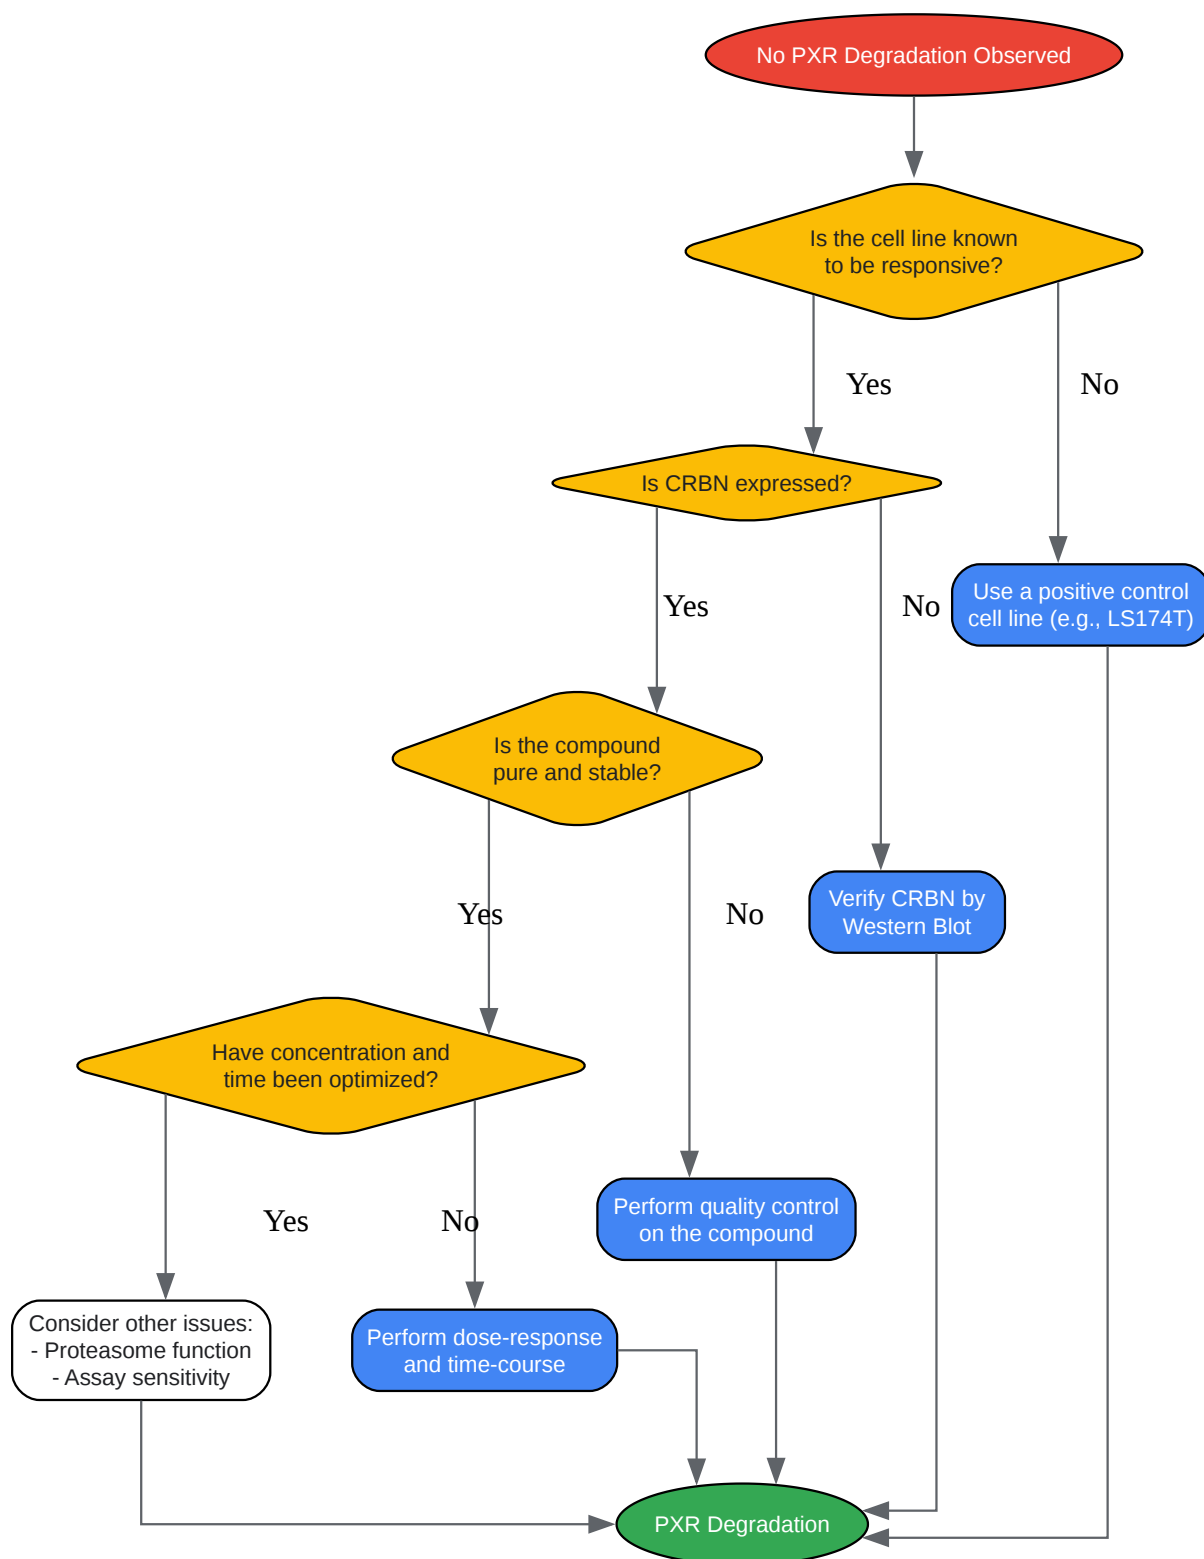 No PXR Degradation Observed
Is the cell line known
to be responsive?
Yes
No
Is CRBN expressed?
Yes
No
Use a positive control
cell line (e.g., LS174T)
Is the compound
pure and stable?
Yes
No
Verify CRBN by
Western Blot
Have concentration and
time been optimized?
Yes
No
Perform quality control
on the compound
Consider other issues:
- Proteasome function
- Assay sensitivity
Perform dose-response
and time-course
PXR Degradation